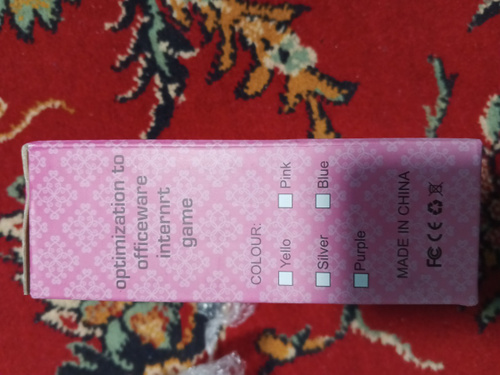 optimization to
officeware
internrt
game
COLOUR:
Yello Pink
Silver Blue
Purple
MADE IN CHINA
FC CE